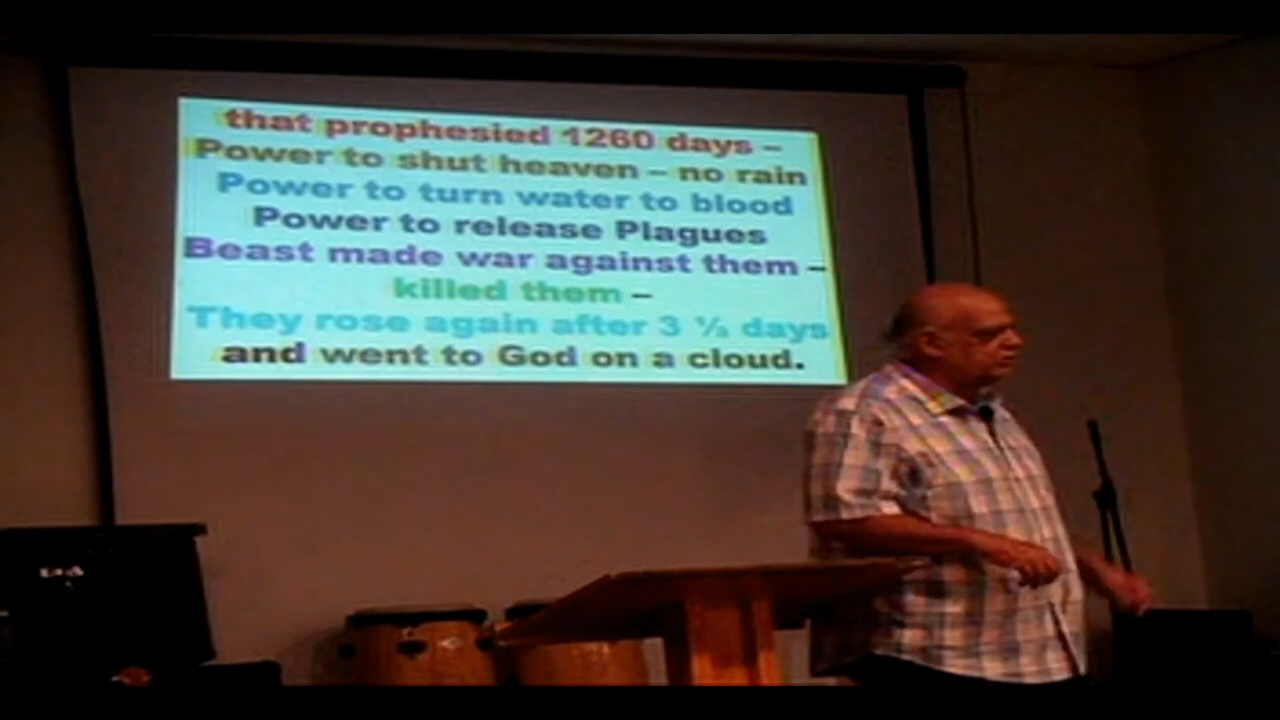 that prophesied 1260 days –
Power to shut heaven – no rain
Power to turn water to blood
Power to release Plagues
Beast made war against them –
killed them –
They rose again after 3 ½ days
and went to God on a cloud.